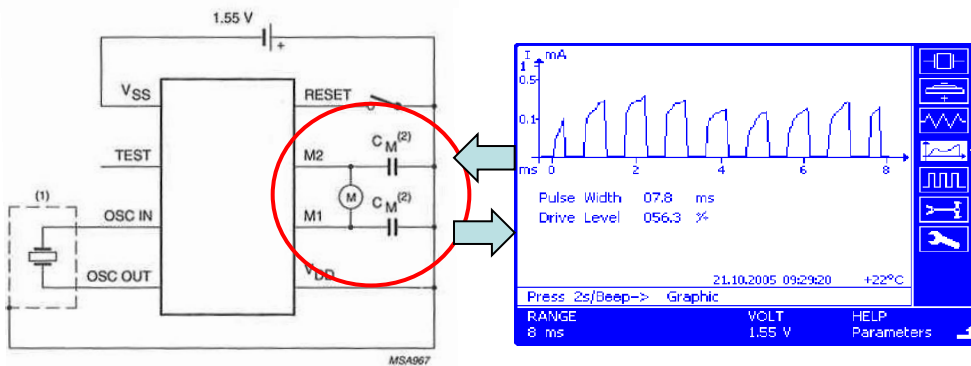 1.55 V
+
VSS
RESET
TEST
M2
CM(2)
M
CM(2)
(1)
OSC IN
M1
OSC OUT
VDD
MSA967
I mA
1
0.5
0.1
ms 0 2 4 6 8
Pulse Width 07.8 ms
Drive Level 056.3 %
21.10.2005 09:29:20 +22°C
Press 2s/Beep-> Graphic
RANGE VOLT HELP
8 ms 1.55 V Parameters